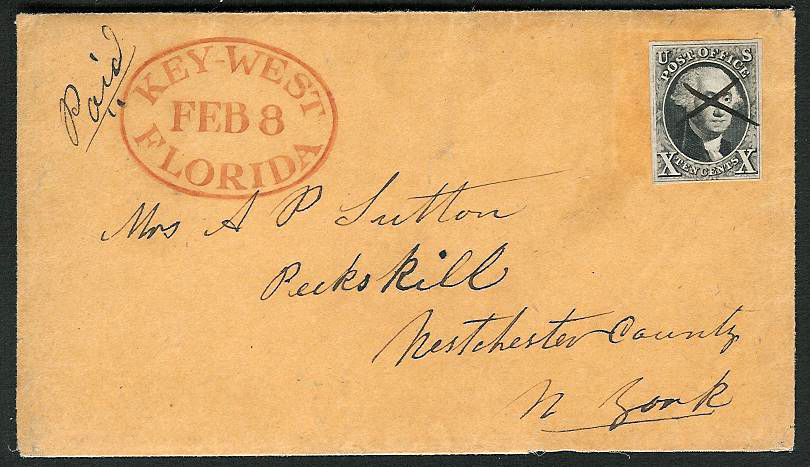 Paid
KEY-WEST
FEB 8
FLORIDA
U S
POST OFFICE
X TEN CENTS X
Mrs A P Sutton
Peekskill
Westchester County
N York